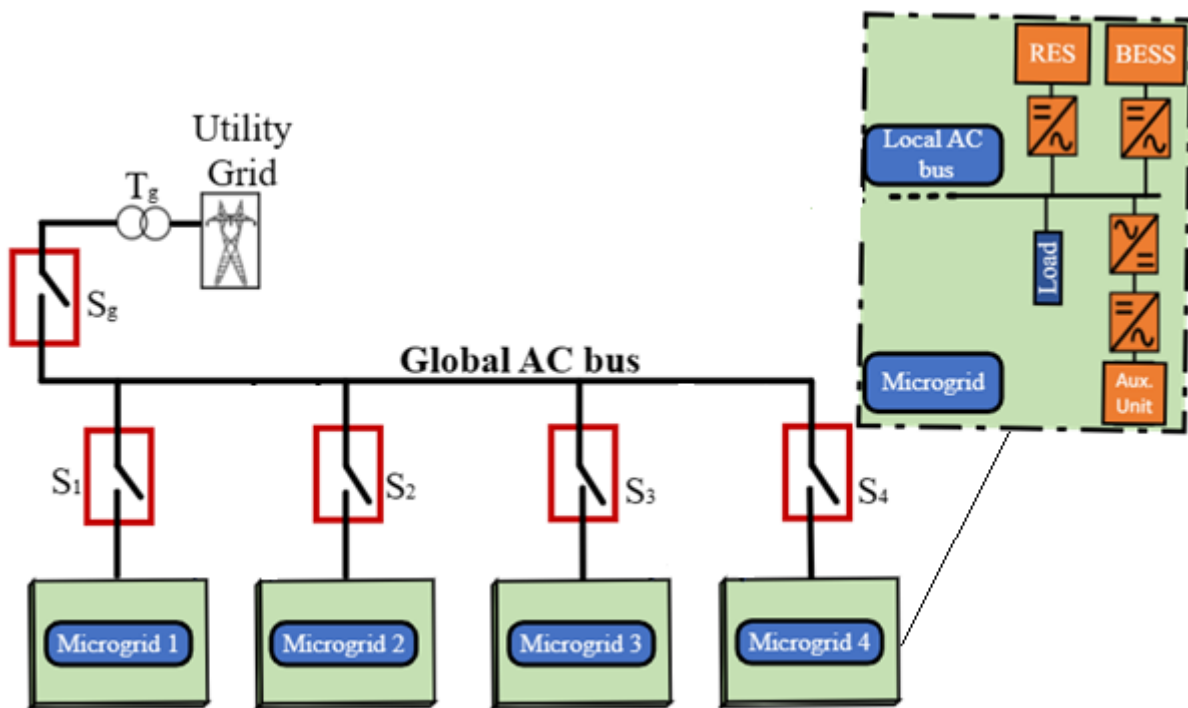 RES
BESS
Local AC
bus
Load
Microgrid
Aux.
Unit
Utility
Grid
Tg
Sg
Global AC bus
S1
S2
S3
S4
Microgrid 1
Microgrid 2
Microgrid 3
Microgrid 4